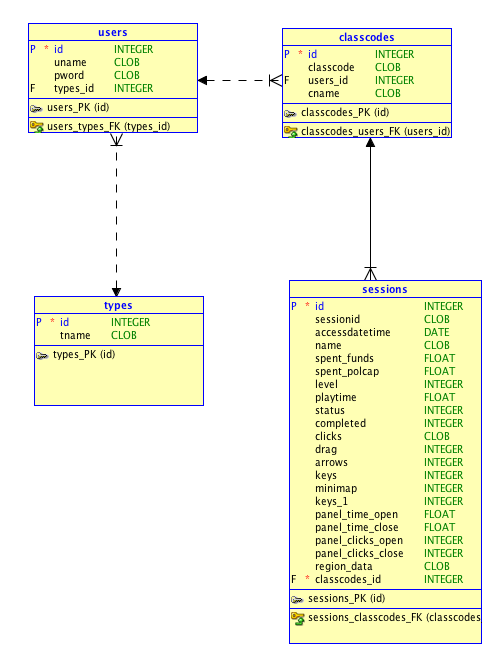 users
P * id INTEGER
uname CLOB
pword CLOB
F types_id INTEGER
users_PK (id)
users_types_FK (types_id)
classcodes
P * id INTEGER
classcode CLOB
F users_id INTEGER
cname CLOB
classcodes_PK (id)
classcodes_users_FK (users_id)
types
P * id INTEGER
tname CLOB
types_PK (id)
sessions
P * id INTEGER
sessionid CLOB
accessdatetime DATE
name CLOB
spent_funds FLOAT
spent_polcap FLOAT
level INTEGER
playtime FLOAT
status INTEGER
completed INTEGER
clicks CLOB
drag INTEGER
arrows INTEGER
keys INTEGER
minimap INTEGER
keys_1 INTEGER
panel_time_open FLOAT
panel_time_close FLOAT
panel_clicks_open INTEGER
panel_clicks_close INTEGER
region_data CLOB
F * classcodes_id INTEGER
sessions_PK (id)
sessions_classcodes_FK (classcodes